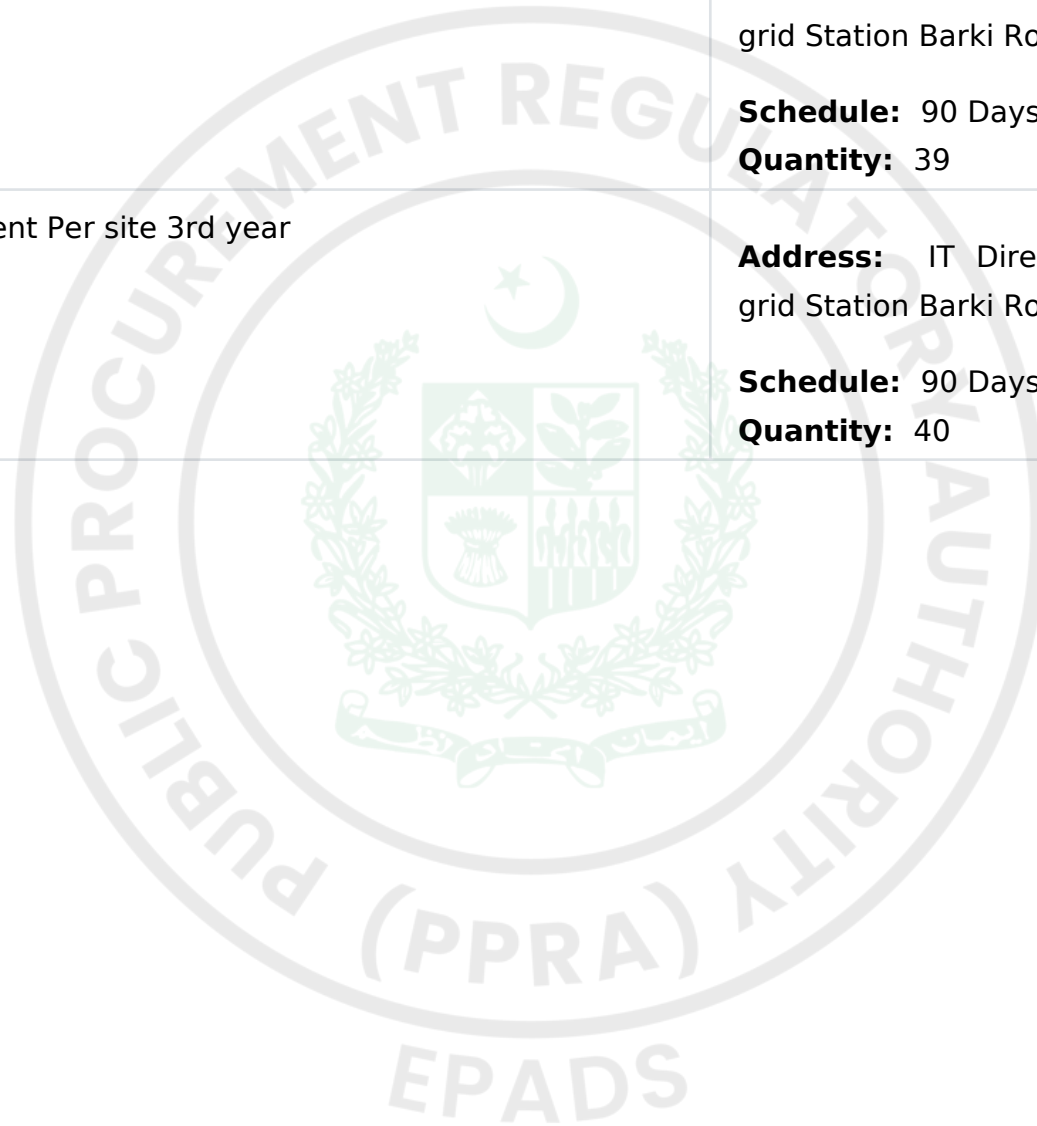 grid Station Barki Ro
Schedule: 90 Days
Quantity: 39
ent Per site 3rd year
Address: IT Dire
grid Station Barki Ro
Schedule: 90 Days
Quantity: 40
PUBLIC PROCUREMENT REGULATORY AUTHORITY
(PPRA)
EPADS